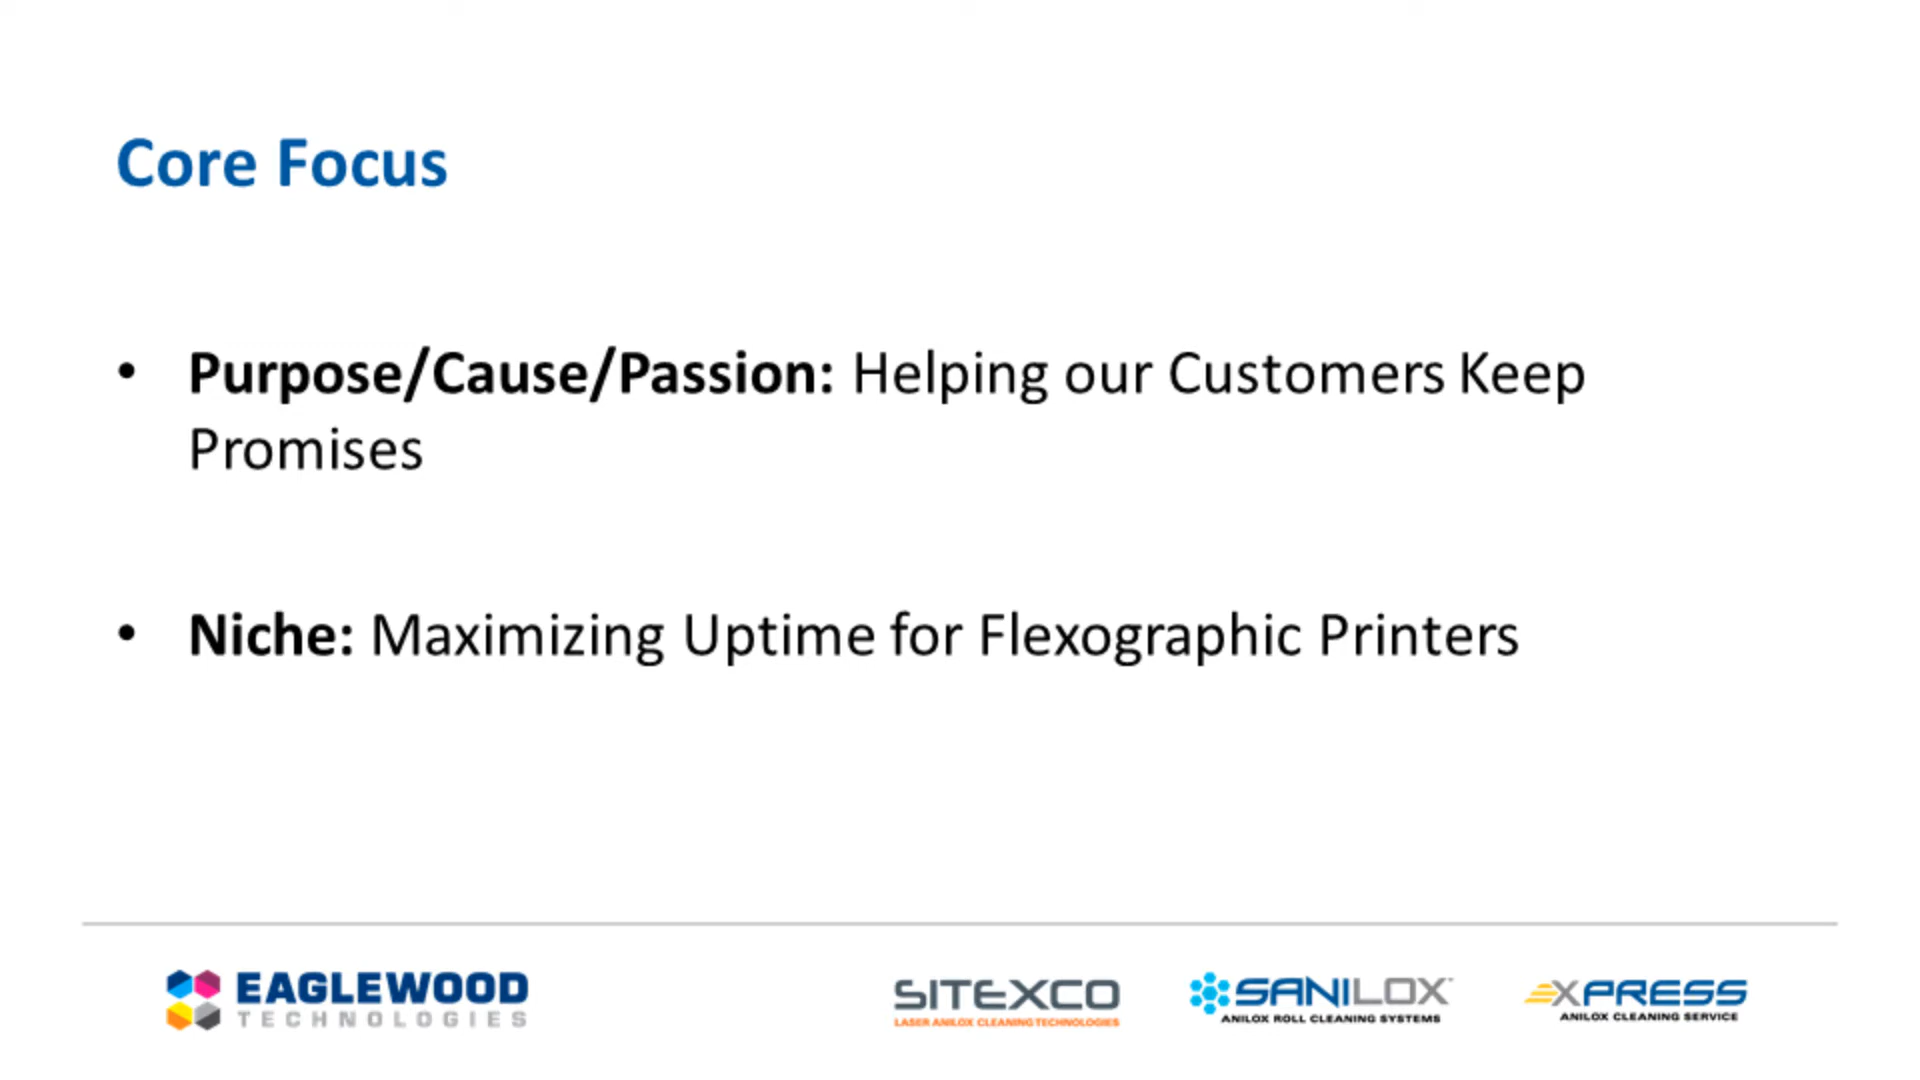 Core Focus
• Purpose/Cause/Passion: Helping our Customers Keep
Promises
• Niche: Maximizing Uptime for Flexographic Printers
EAGLEWOOD
TECHNOLOGIES
SITEXCO
LASER ANILOX CLEANING TECHNOLOGIES
SANILOX™
ANILOX ROLL CLEANING SYSTEMS
XPRESS
ANILOX CLEANING SERVICE